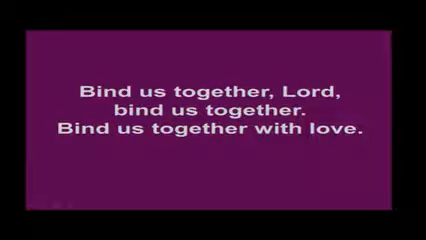 Bind us together, Lord,
bind us together.
Bind us together with love.